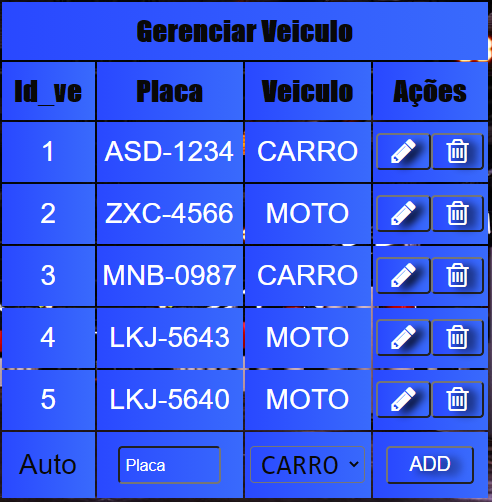 Gerenciar Veiculo
Id_ve Placa Veiculo Ações
1 ASD-1234 CARRO
2 ZXC-4566 MOTO
3 MNB-0987 CARRO
4 LKJ-5643 MOTO
5 LKJ-5640 MOTO
Auto Placa CARRO ADD